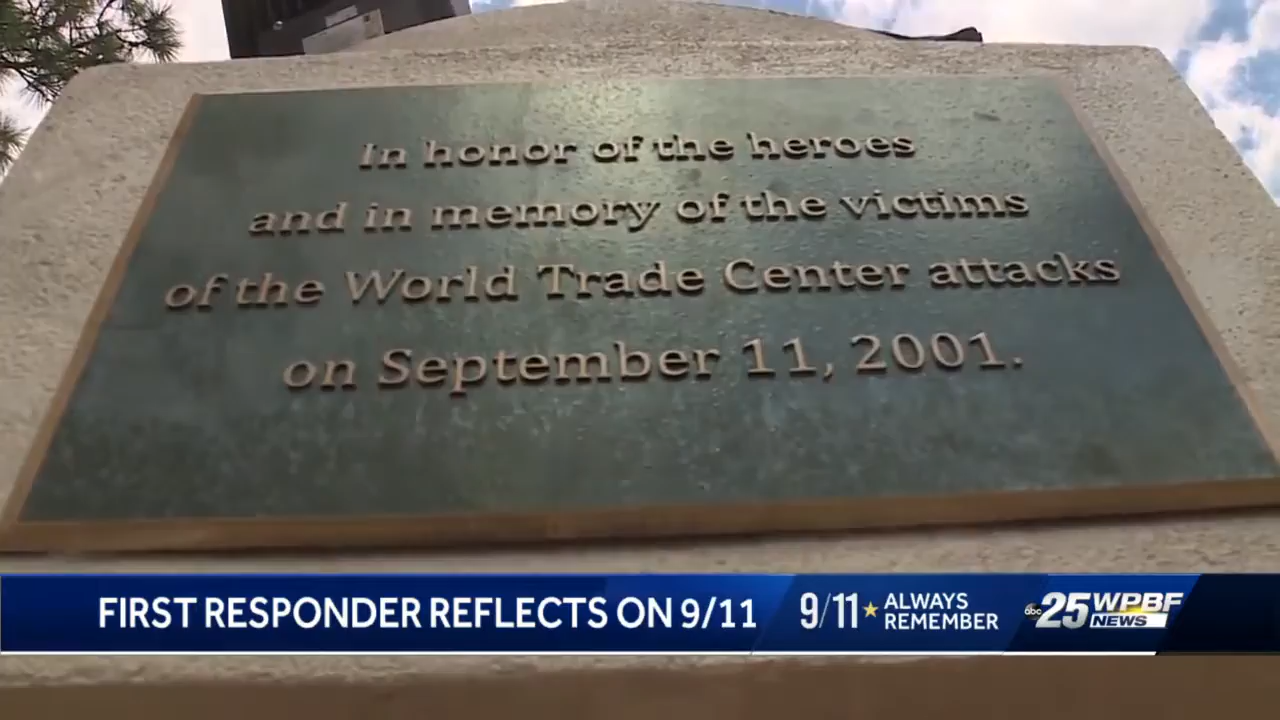 In honor of the heroes
and in memory of the victims
of the World Trade Center attacks
on September 11, 2001.
FIRST RESPONDER REFLECTS ON 9/11
9/11 ALWAYS
REMEMBER
abc 25 WPBF
NEWS